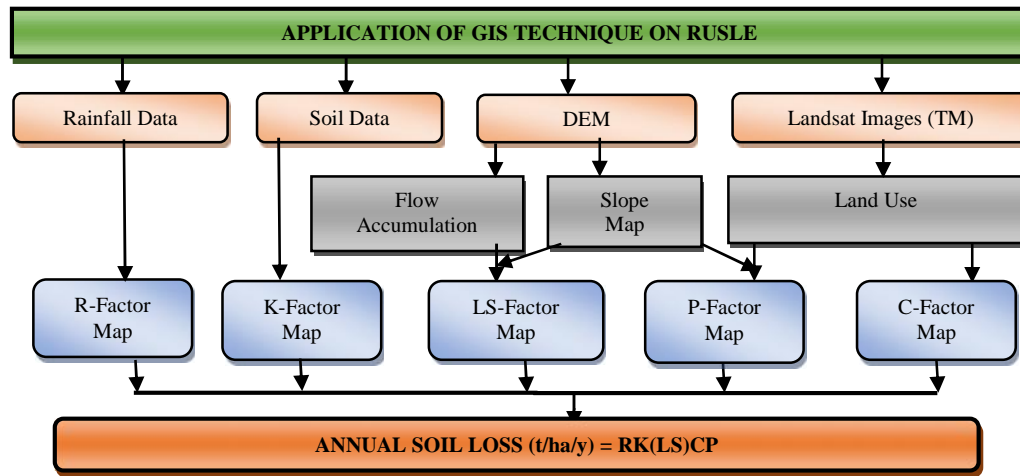 APPLICATION OF GIS TECHNIQUE ON RUSLE
Rainfall Data
Soil Data
DEM
Landsat Images (TM)
Flow
Accumulation
Slope
Map
Land Use
R-Factor
Map
K-Factor
Map
LS-Factor
Map
P-Factor
Map
C-Factor
Map
ANNUAL SOIL LOSS (t/ha/y) = RK(LS)CP